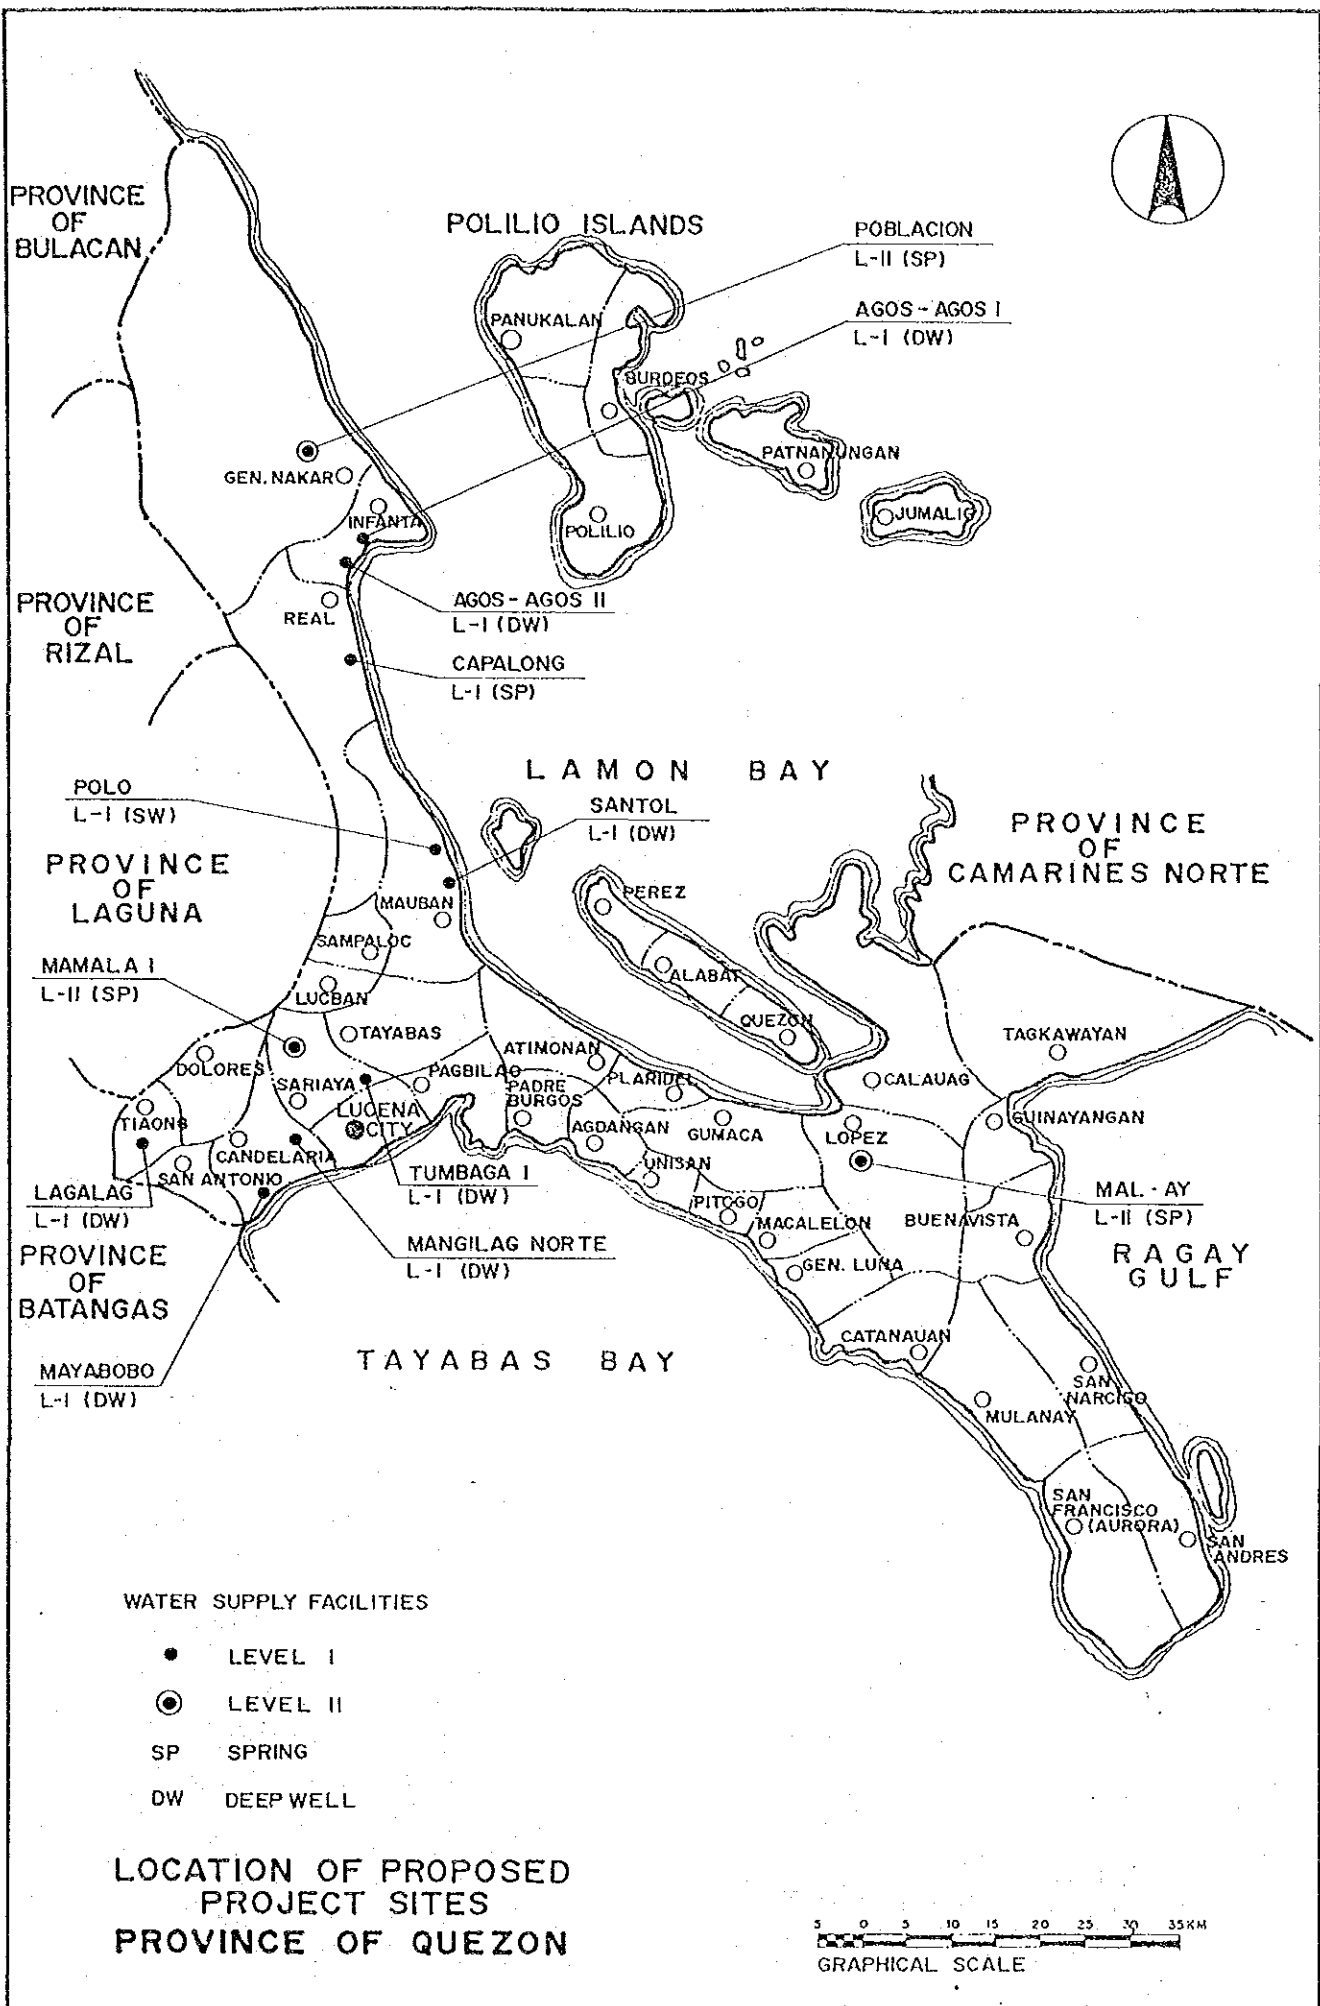 PROVINCE
OF
BULACAN
POLILIO ISLANDS
POBLACION
L-II (SP)
AGOS-AGOS I
L-I (DW)
PANUKALAN
BURDEOS
PATNANUNGAN
JUMALIG
POLILIO
GEN. NAKAR
INFANTA
AGOS-AGOS II
L-I (DW)
REAL
CAPALONG
L-I (SP)
PROVINCE
OF
RIZAL
LAMON BAY
POLO
L-I (SW)
SANTOL
L-I (DW)
PROVINCE
OF
CAMARINES NORTE
PROVINCE
OF
LAGUNA
MAUBAN
PEREZ
SAMPALOC
ALABAT
MAMALA I
L-II (SP)
LUCBAN
QUEZON
TAYABAS
TAGKAWAYAN
ATIMONAN
DOLORES
SARIAYA
PAGBILAO
PLARIDEL
CALAUAG
PADRE
BURGOS
LUCENA
CITY
TIAONG
AGDANGAN
GUMACA
LOPEZ
GUINAYANGAN
CANDELARIA
SAN ANTONIO
UNISAN
LAGALAG
L-I (DW)
TUMBAGA I
L-I (DW)
PITOGO
MACALELON
MAL.-AY
L-II (SP)
BUENAVISTA
MANGILAG NORTE
L-I (DW)
GEN. LUNA
RAGAY
GULF
PROVINCE
OF
BATANGAS
CATANAUAN
TAYABAS BAY
MAYABOBO
L-I (DW)
SAN
NARCISO
MULANAY
SAN
FRANCISCO
(AURORA)
SAN
ANDRES
WATER SUPPLY FACILITIES
LEVEL I
LEVEL II
SP SPRING
DW DEEP WELL
LOCATION OF PROPOSED
PROJECT SITES
PROVINCE OF QUEZON
5 0 5 10 15 20 25 30 35KM
GRAPHICAL SCALE